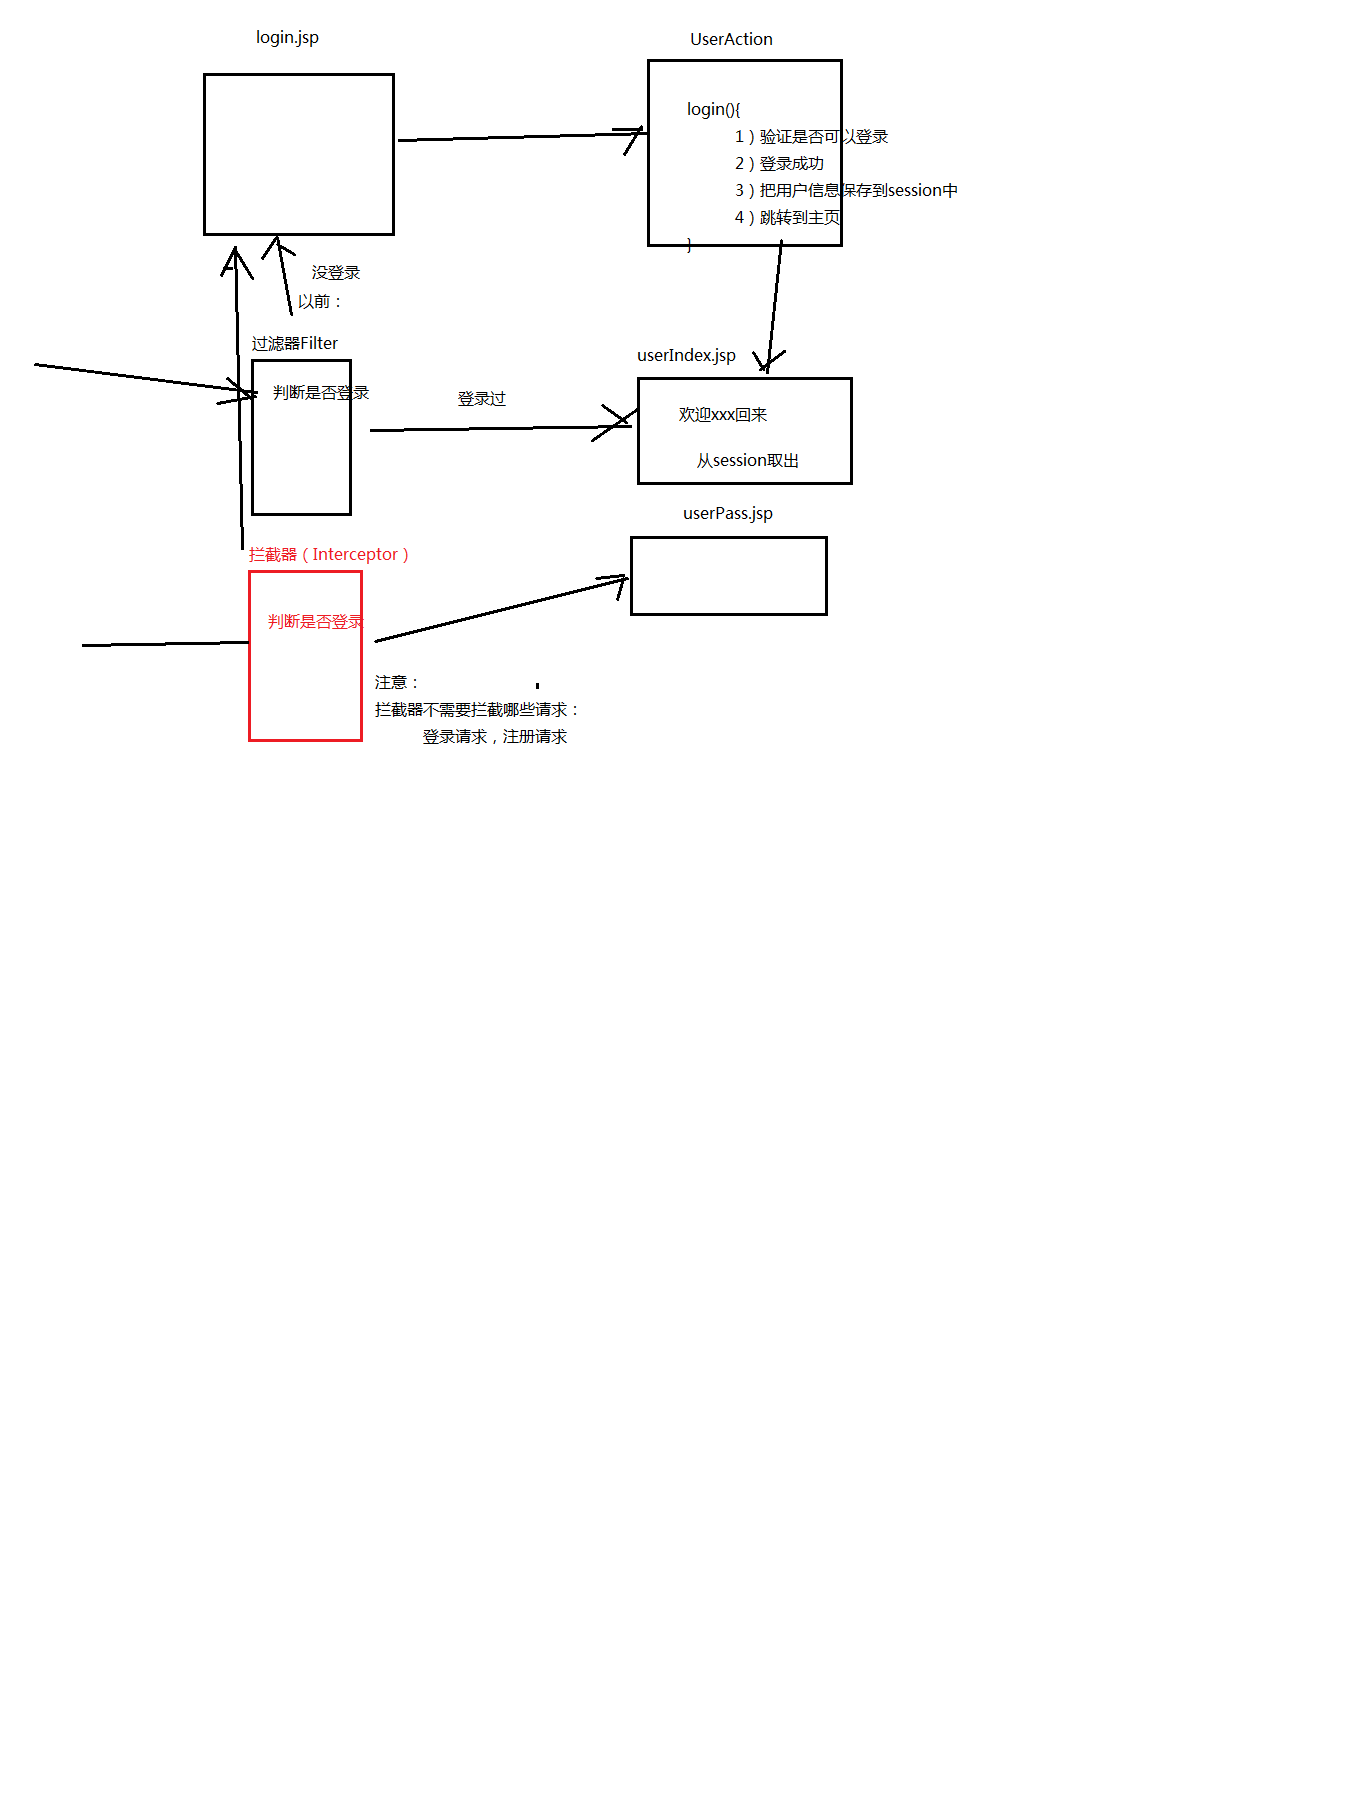 login.jsp
UserAction
login(){
1）验证是否可以登录
2）登录成功
3）把用户信息保存到session中
4）跳转到主页
}
没登录
以前：
过滤器Filter
判断是否登录
登录过
userIndex.jsp
欢迎xxx回来
从session取出
userPass.jsp
拦截器（Interceptor）
判断是否登录
注意：
拦截器不需要拦截哪些请求：
登录请求，注册请求